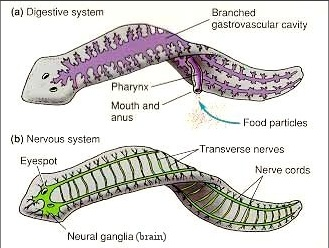 (a) Digestive system
Branched
gastrovascular cavity
Pharynx
Mouth and
anus
Food particles
(b) Nervous system
Transverse nerves
Eyespot
Nerve cords
Neural ganglia (brain)